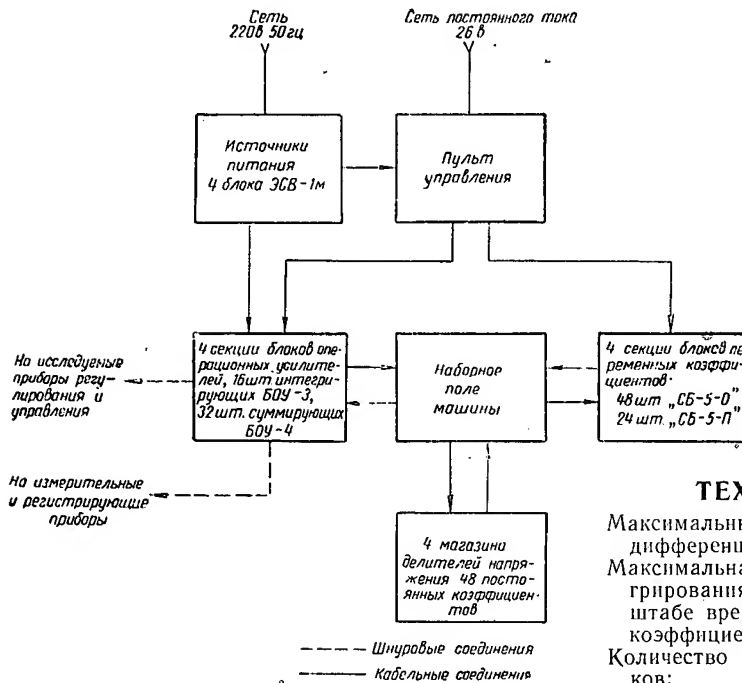 Сеть
220в 50гц
Сеть постоянного тока
26 в
Источники
питания
4 блока ЭСВ-1м
Пульт
управления
На исследуемые
приборы регу-
лирования и
управления
4 секции блоков опе-
рационных усилите-
лей, 16шт интегри-
рующих БОУ-3,
32 шт. суммирующих
БОУ-4
Наборное
поле
машины
4 секции блоков пе-
ременных коэффи-
циентов.
48 шт „СБ-5-О"
24 шт. „СБ-5-П"
На измерительные
и регистрирующие
приборы
4 магазина
делителей напря-
жения 48 посто-
янных коэффициен-
тов
Шнуровые соединения
Кабельные соединения
ТЕХ
Максимальн
дифференц
Максимальна
грирования
штабе вре
коэффицие
Количество
ков: